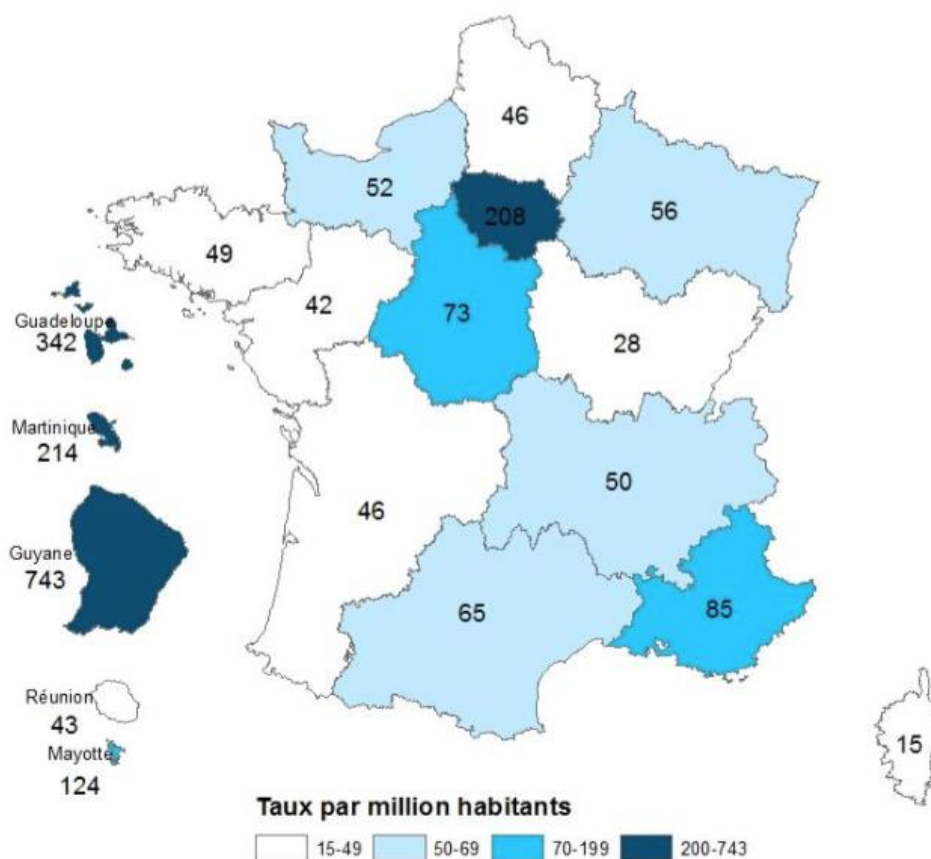 46
52
208
56
49
42
73
28
Guadeloupe
342
Martinique
214
50
46
Guyane
743
65
85
Réunion
43
Mayotte
124
15
Taux par million habitants
15-49 50-69 70-199 200-743